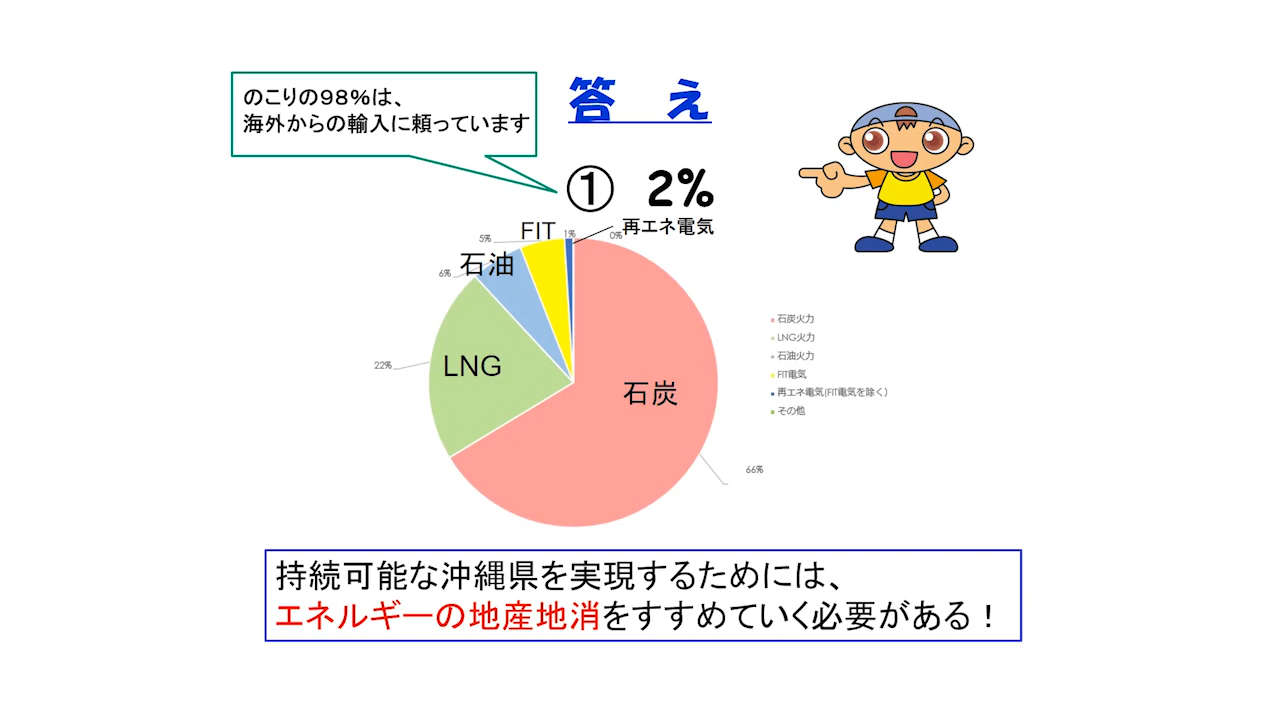 のこりの９８％は、
海外からの輸入に頼っています
答　え
①　2%
再エネ電気
FIT
5%
1%
0%
石油
6%
LNG
22%
石炭
66%
石炭火力
LNG火力
石油火力
FIT電気
再エネ電気(FIT電気を除く)
その他
持続可能な沖縄県を実現するためには、
エネルギーの地産地消をすすめていく必要がある！